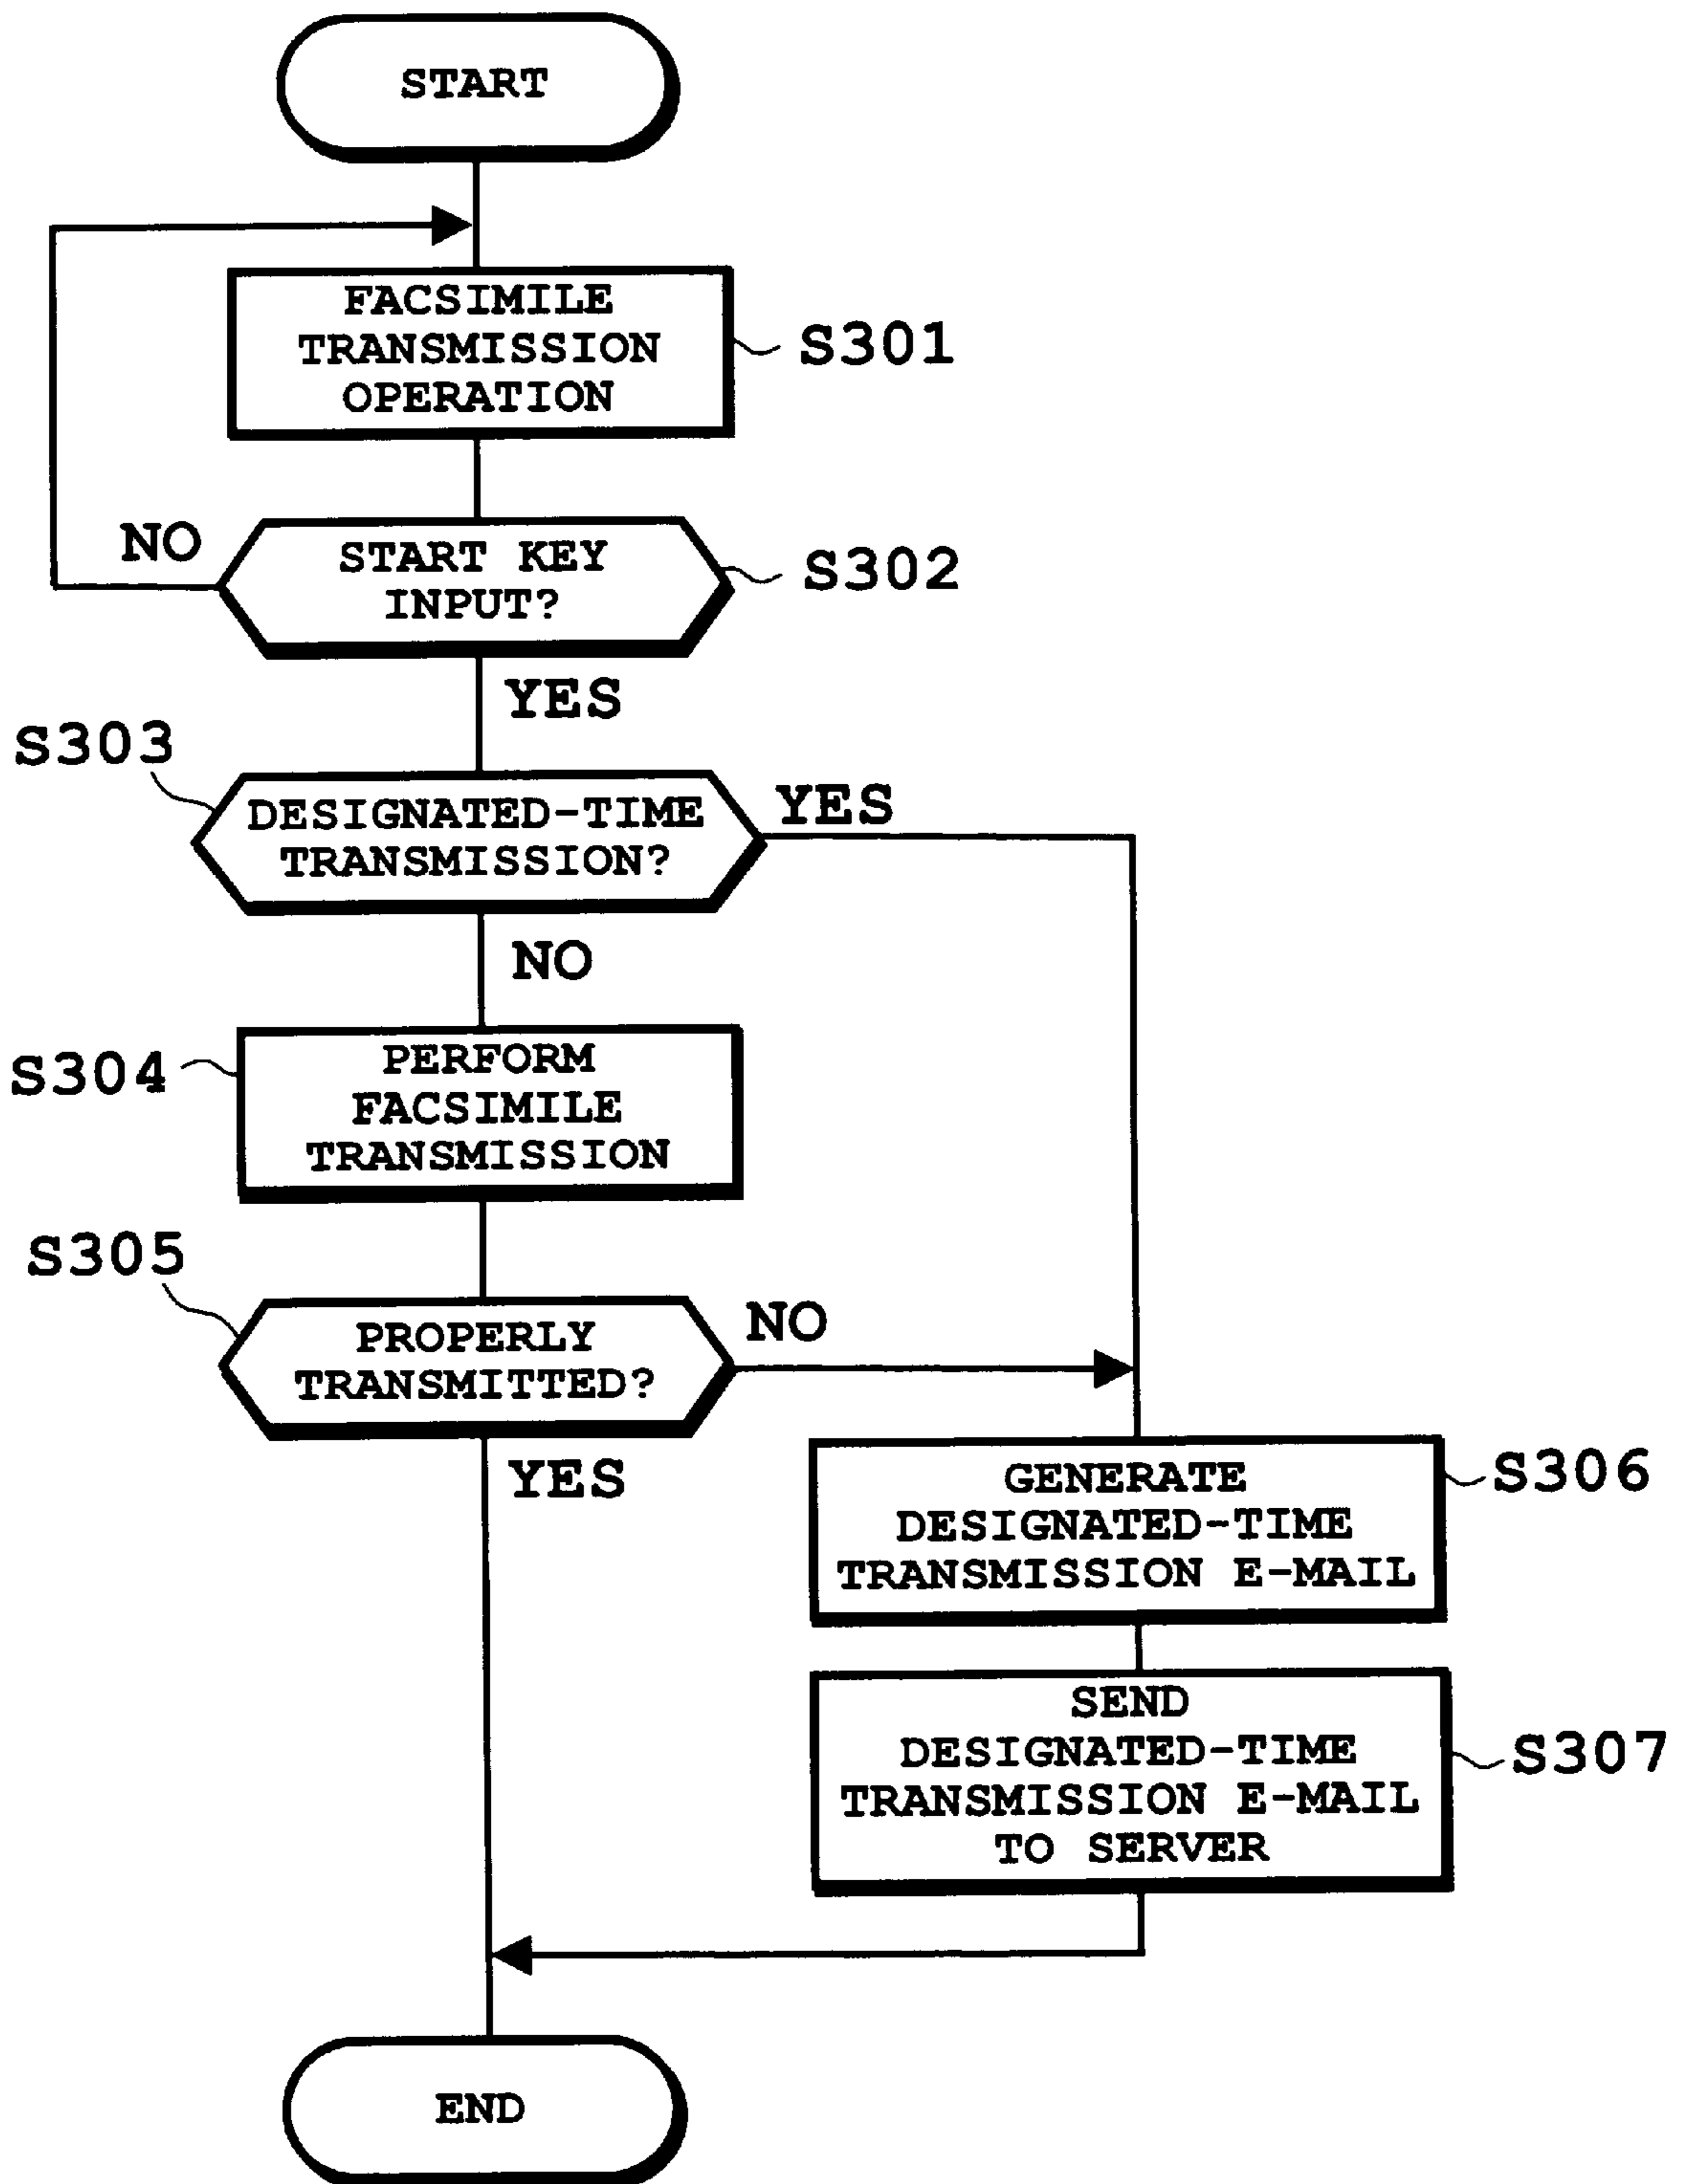 START
FACSIMILE
TRANSMISSION
OPERATION
S301
NO
START KEY
INPUT?
S302
YES
S303
DESIGNATED-TIME
TRANSMISSION?
YES
NO
S304
PERFORM
FACSIMILE
TRANSMISSION
S305
PROPERLY
TRANSMITTED?
NO
YES
GENERATE
DESIGNATED-TIME
TRANSMISSION E-MAIL
S306
SEND
DESIGNATED-TIME
TRANSMISSION E-MAIL
TO SERVER
S307
END